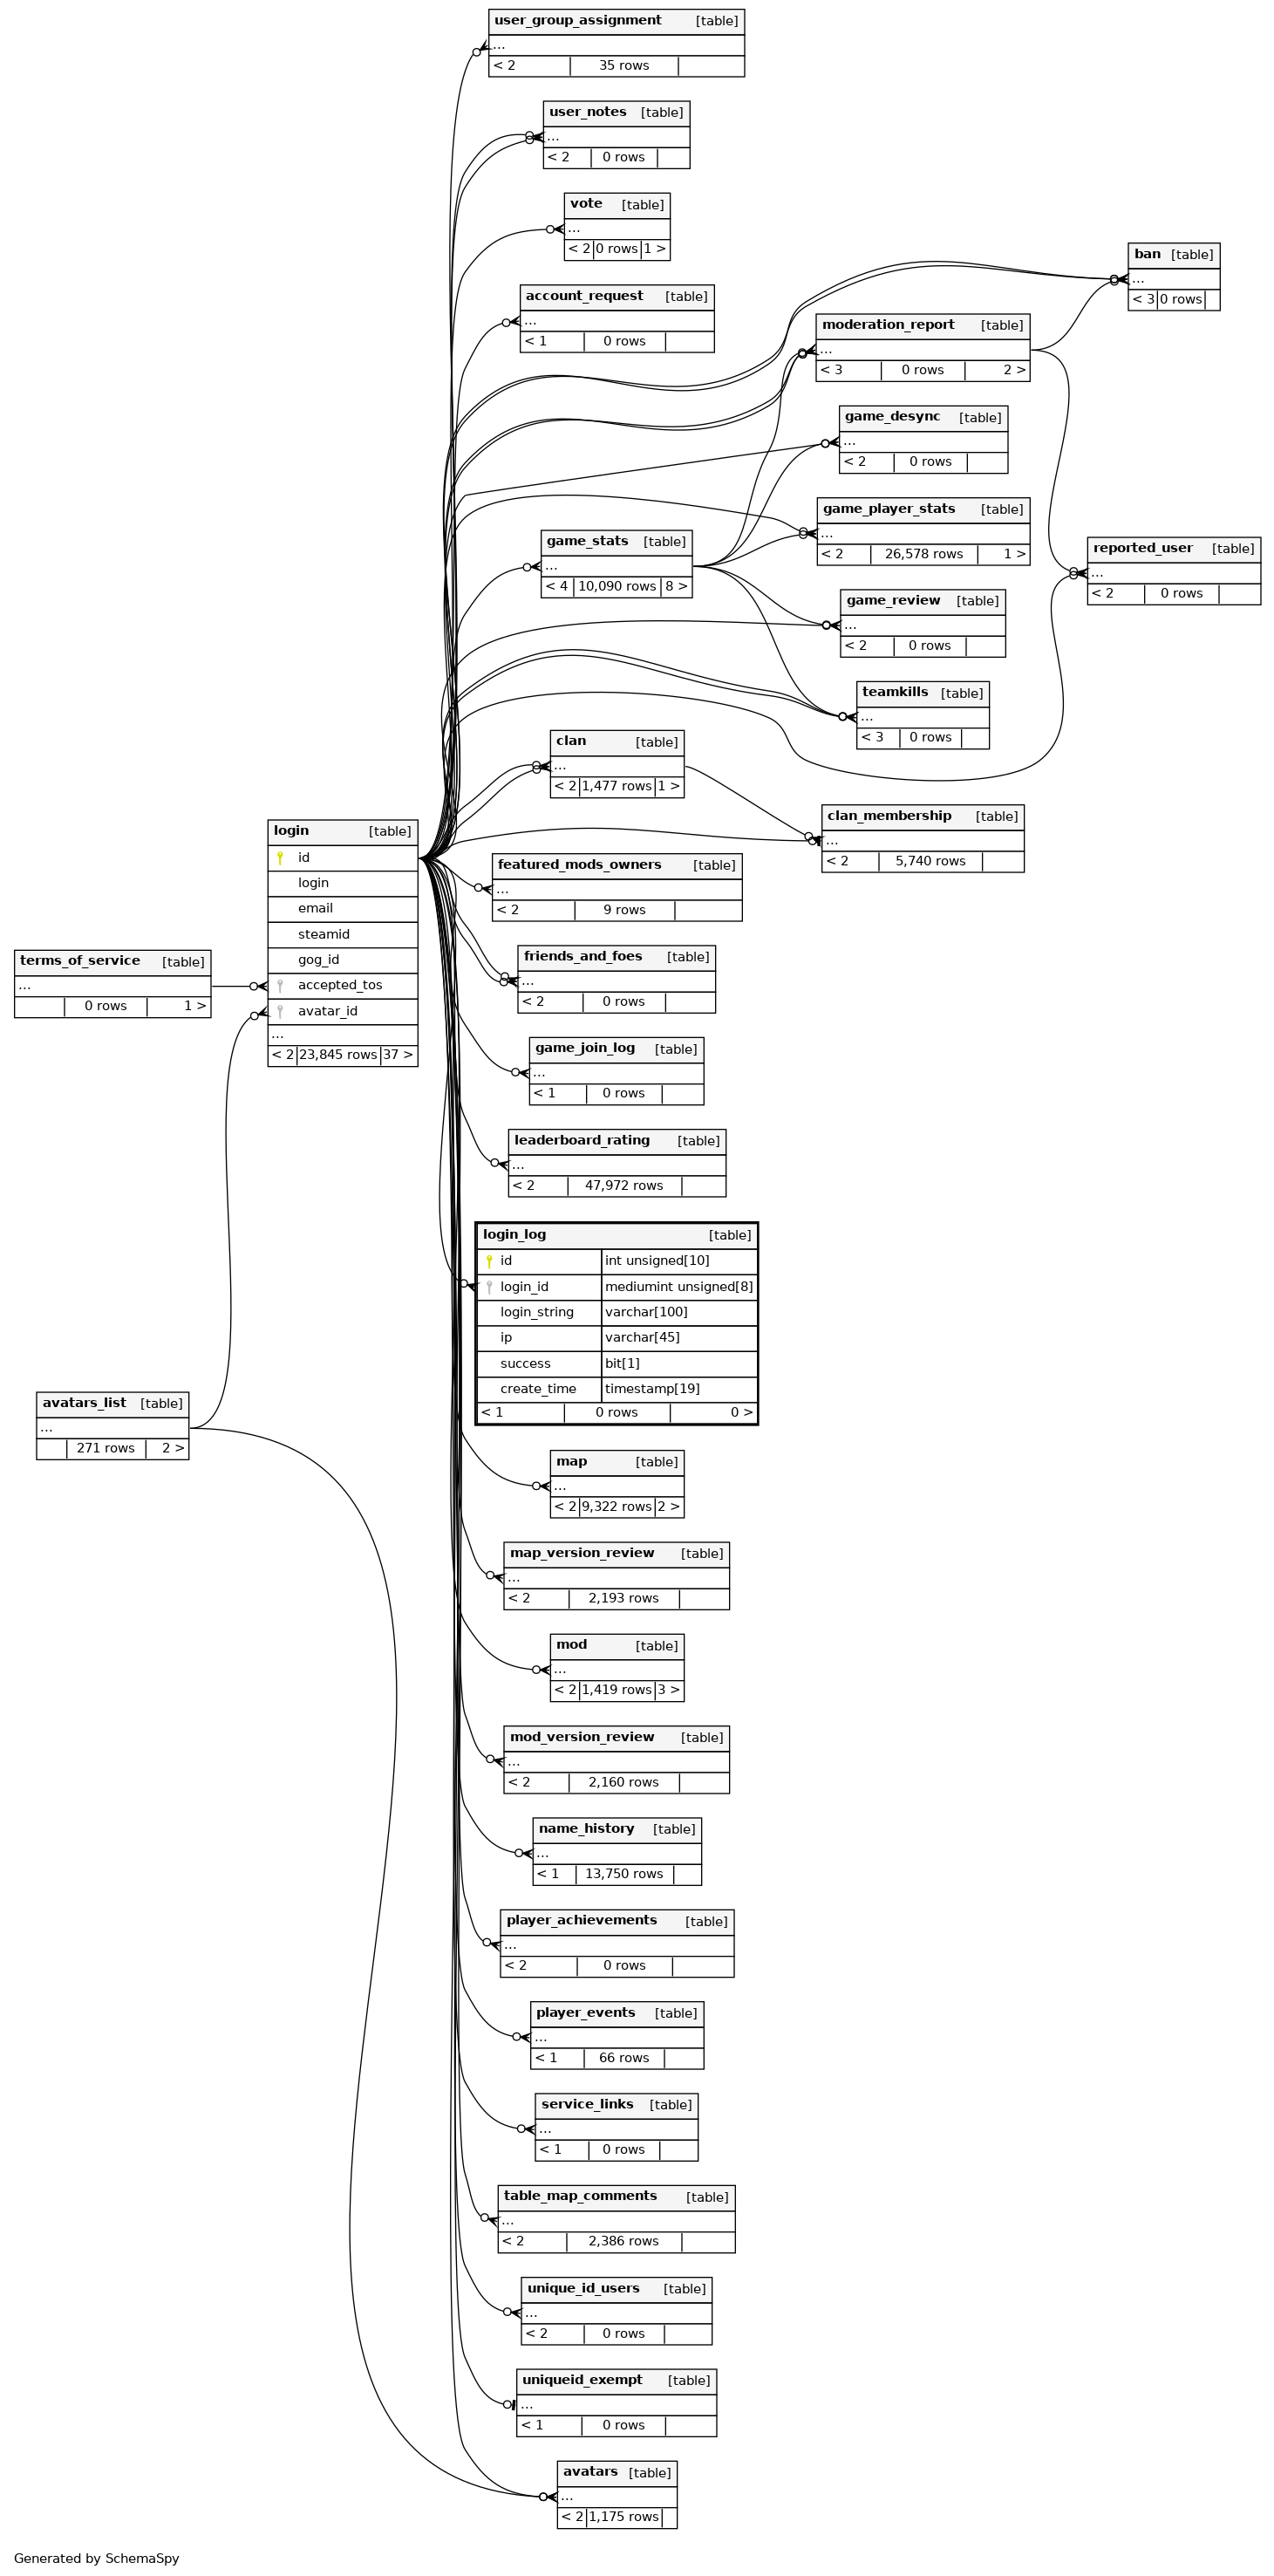 user_group_assignment [table]
...
< 2 35 rows
user_notes [table]
...
< 2 0 rows
vote [table]
...
< 2 0 rows 1 >
account_request [table]
...
< 1 0 rows
ban [table]
...
< 3 0 rows
moderation_report [table]
...
< 3 0 rows 2 >
game_desync [table]
...
< 2 0 rows
game_player_stats [table]
...
< 2 26,578 rows 1 >
game_stats [table]
...
< 4 10,090 rows 8 >
reported_user [table]
...
< 2 0 rows
game_review [table]
...
< 2 0 rows
teamkills [table]
...
< 3 0 rows
clan [table]
...
< 2 1,477 rows 1 >
clan_membership [table]
...
< 2 5,740 rows
login [table]
id
login
email
steamid
gog_id
accepted_tos
avatar_id
...
< 2 23,845 rows 37 >
featured_mods_owners [table]
...
< 2 9 rows
terms_of_service [table]
...
0 rows 1 >
friends_and_foes [table]
...
< 2 0 rows
game_join_log [table]
...
< 1 0 rows
leaderboard_rating [table]
...
< 2 47,972 rows
login_log [table]
id int unsigned[10]
login_id mediumint unsigned[8]
login_string varchar[100]
ip varchar[45]
success bit[1]
create_time timestamp[19]
< 1 0 rows 0 >
avatars_list [table]
...
271 rows 2 >
map [table]
...
< 2 9,322 rows 2 >
map_version_review [table]
...
< 2 2,193 rows
mod [table]
...
< 2 1,419 rows 3 >
mod_version_review [table]
...
< 2 2,160 rows
name_history [table]
...
< 1 13,750 rows
player_achievements [table]
...
< 2 0 rows
player_events [table]
...
< 1 66 rows
service_links [table]
...
< 1 0 rows
table_map_comments [table]
...
< 2 2,386 rows
unique_id_users [table]
...
< 2 0 rows
uniqueid_exempt [table]
...
< 1 0 rows
avatars [table]
...
< 2 1,175 rows
Generated by SchemaSpy